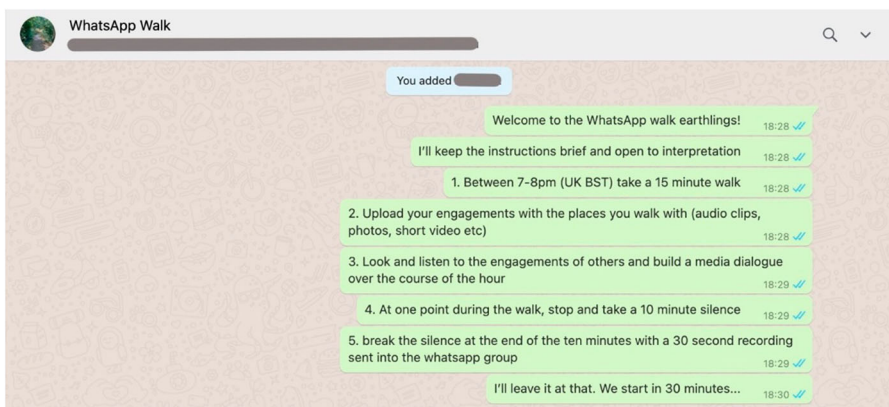 WhatsApp Walk
You added
Welcome to the WhatsApp walk earthlings!
18:28
I'll keep the instructions brief and open to interpretation
18:28
1. Between 7-8pm (UK BST) take a 15 minute walk
18:28
2. Upload your engagements with the places you walk with (audio clips,
photos, short video etc)
18:28
3. Look and listen to the engagements of others and build a media dialogue
over the course of the hour
18:29
4. At one point during the walk, stop and take a 10 minute silence
18:29
5. break the silence at the end of the ten minutes with a 30 second recording
sent into the whatsapp group
18:29
I'll leave it at that. We start in 30 minutes...
18:30